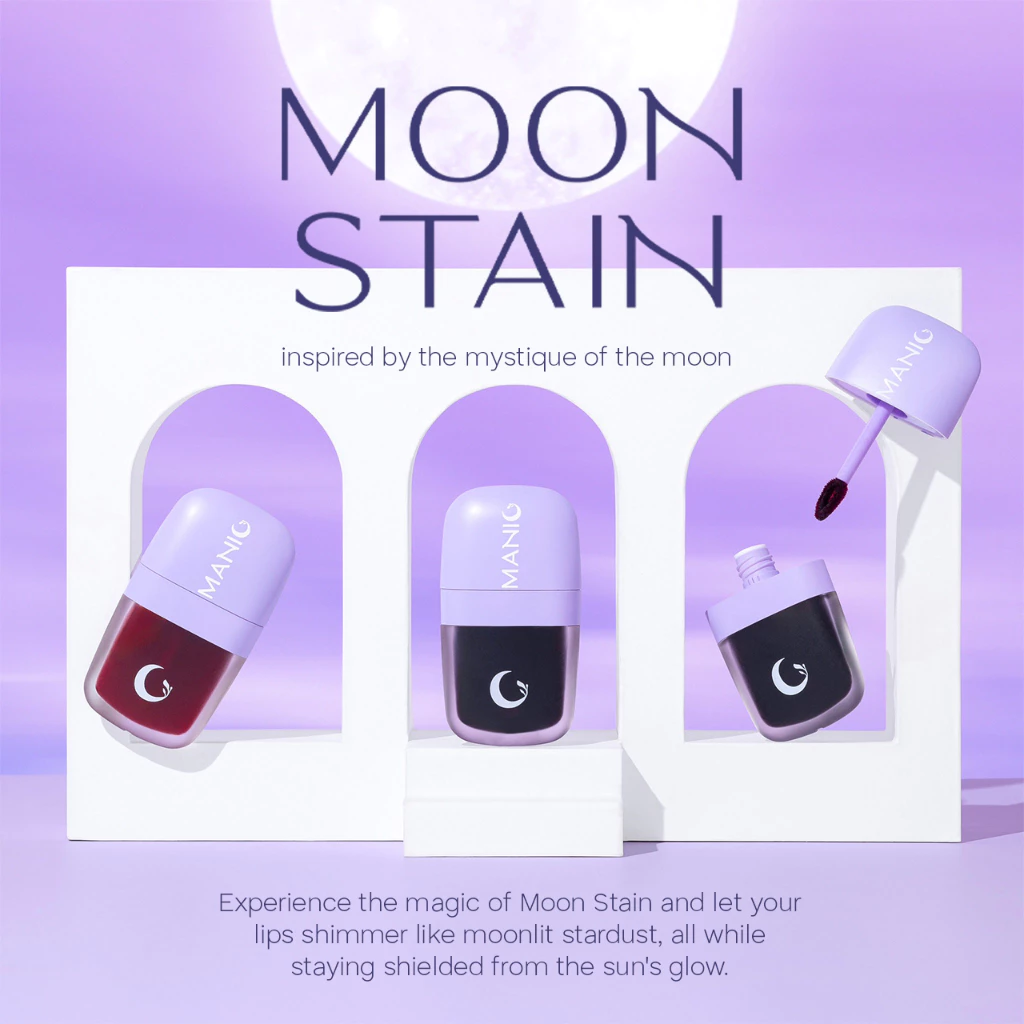 MOON
STAIN
inspired by the mystique of the moon
MANIC
MANIC
MANIC
Experience the magic of Moon Stain and let your
lips shimmer like moonlit stardust, all while
staying shielded from the sun's glow.